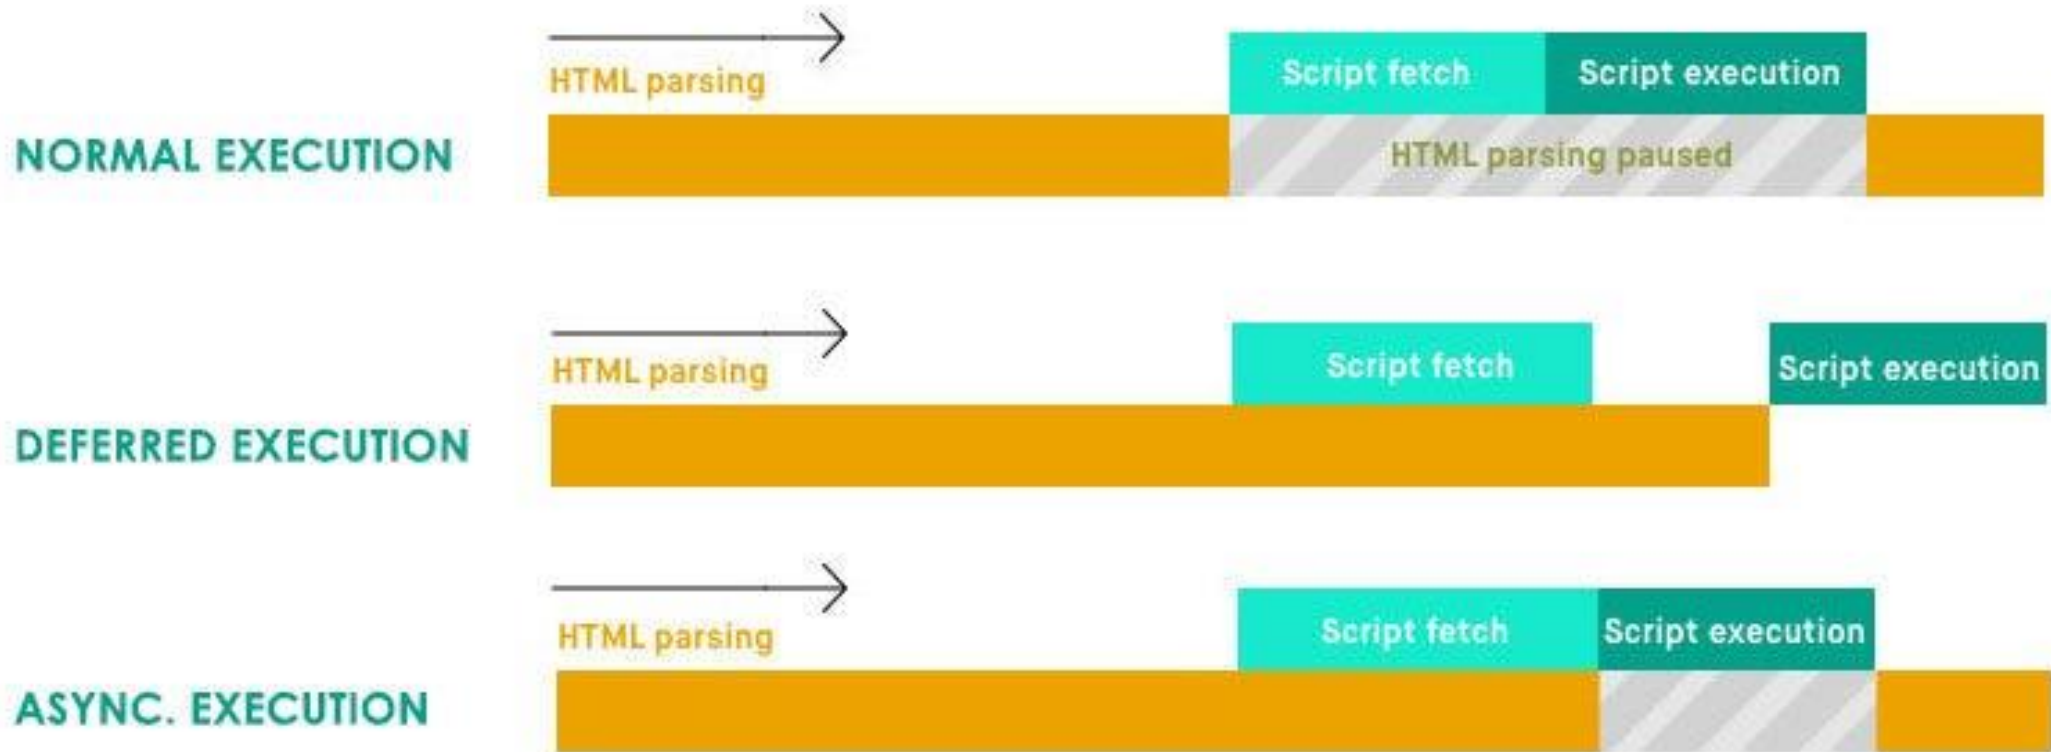 HTML parsing
Script fetch
Script execution
NORMAL EXECUTION
HTML parsing paused
HTML parsing
Script fetch
Script execution
DEFERRED EXECUTION
HTML parsing
Script fetch
Script execution
ASYNC. EXECUTION